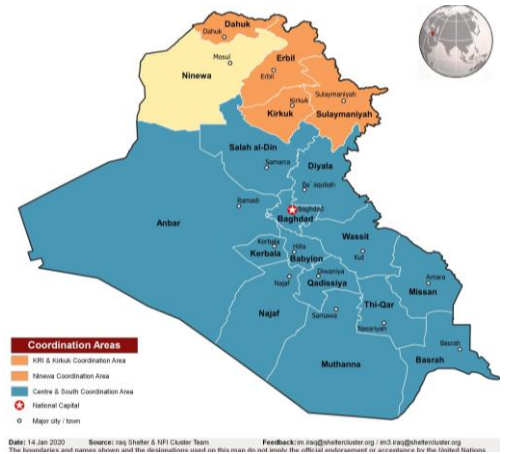 Dahuk
Dahuk
Mosul
Erbil
Ninewa
Erbil
Sulaymaniyah
Kirkuk
Kirkuk
Sulaymaniyah
Salah al-Din
Diyala
Samarra
Ba`aqubah
Ramadi
Baghdad
Anbar
Baghdad
Wassit
Kerbala
Hilla
Kerbala
Babylon
Kut
Diwaniya
Amara
Najaf
Qadissiya
Missan
Thi-Qar
Najaf
Samawa
Nassriyah
Basrah
Muthanna
Basrah
Coordination Areas
KRI & Kirkuk Coordination Area
Ninewa Coordination Area
Centre & South Coordination Area
National Capital
Major city / town
Date: 14 Jan 2020 Source: Iraq Shelter & NFI Cluster Team Feedback: im.iraq@sheltercluster.org / im3.iraq@sheltercluster.org
The boundaries and names shown and the designations used on this map do not imply the official endorsement or acceptance by the United Nations